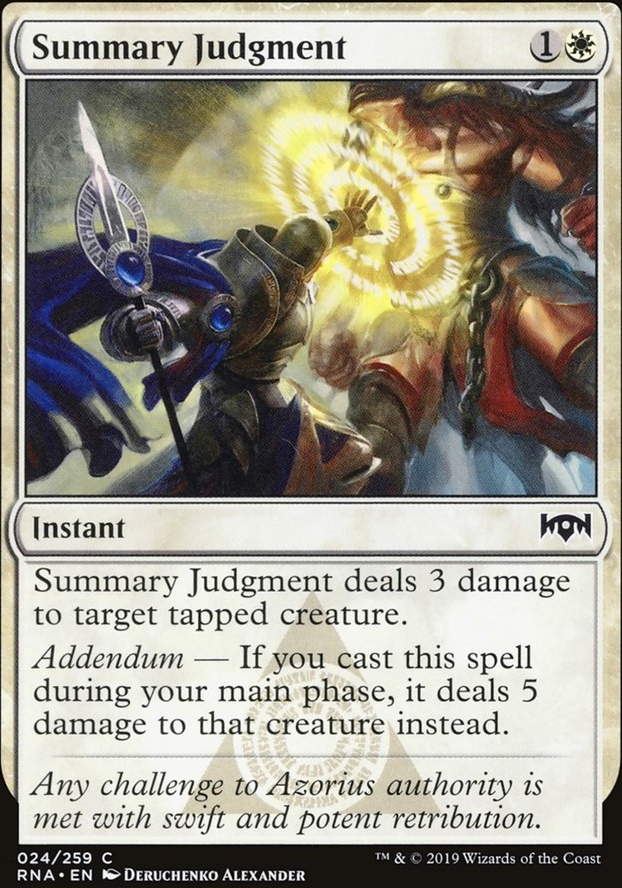 Summary Judgment 1
Instant
Summary Judgment deals 3 damage
to target tapped creature.
Addendum — If you cast this spell
during your main phase, it deals 5
damage to that creature instead.
Any challenge to Azorius authority is
met with swift and potent retribution.
024/259 C
RNA • EN Deruchenko Alexander
™ & © 2019 Wizards of the Coast